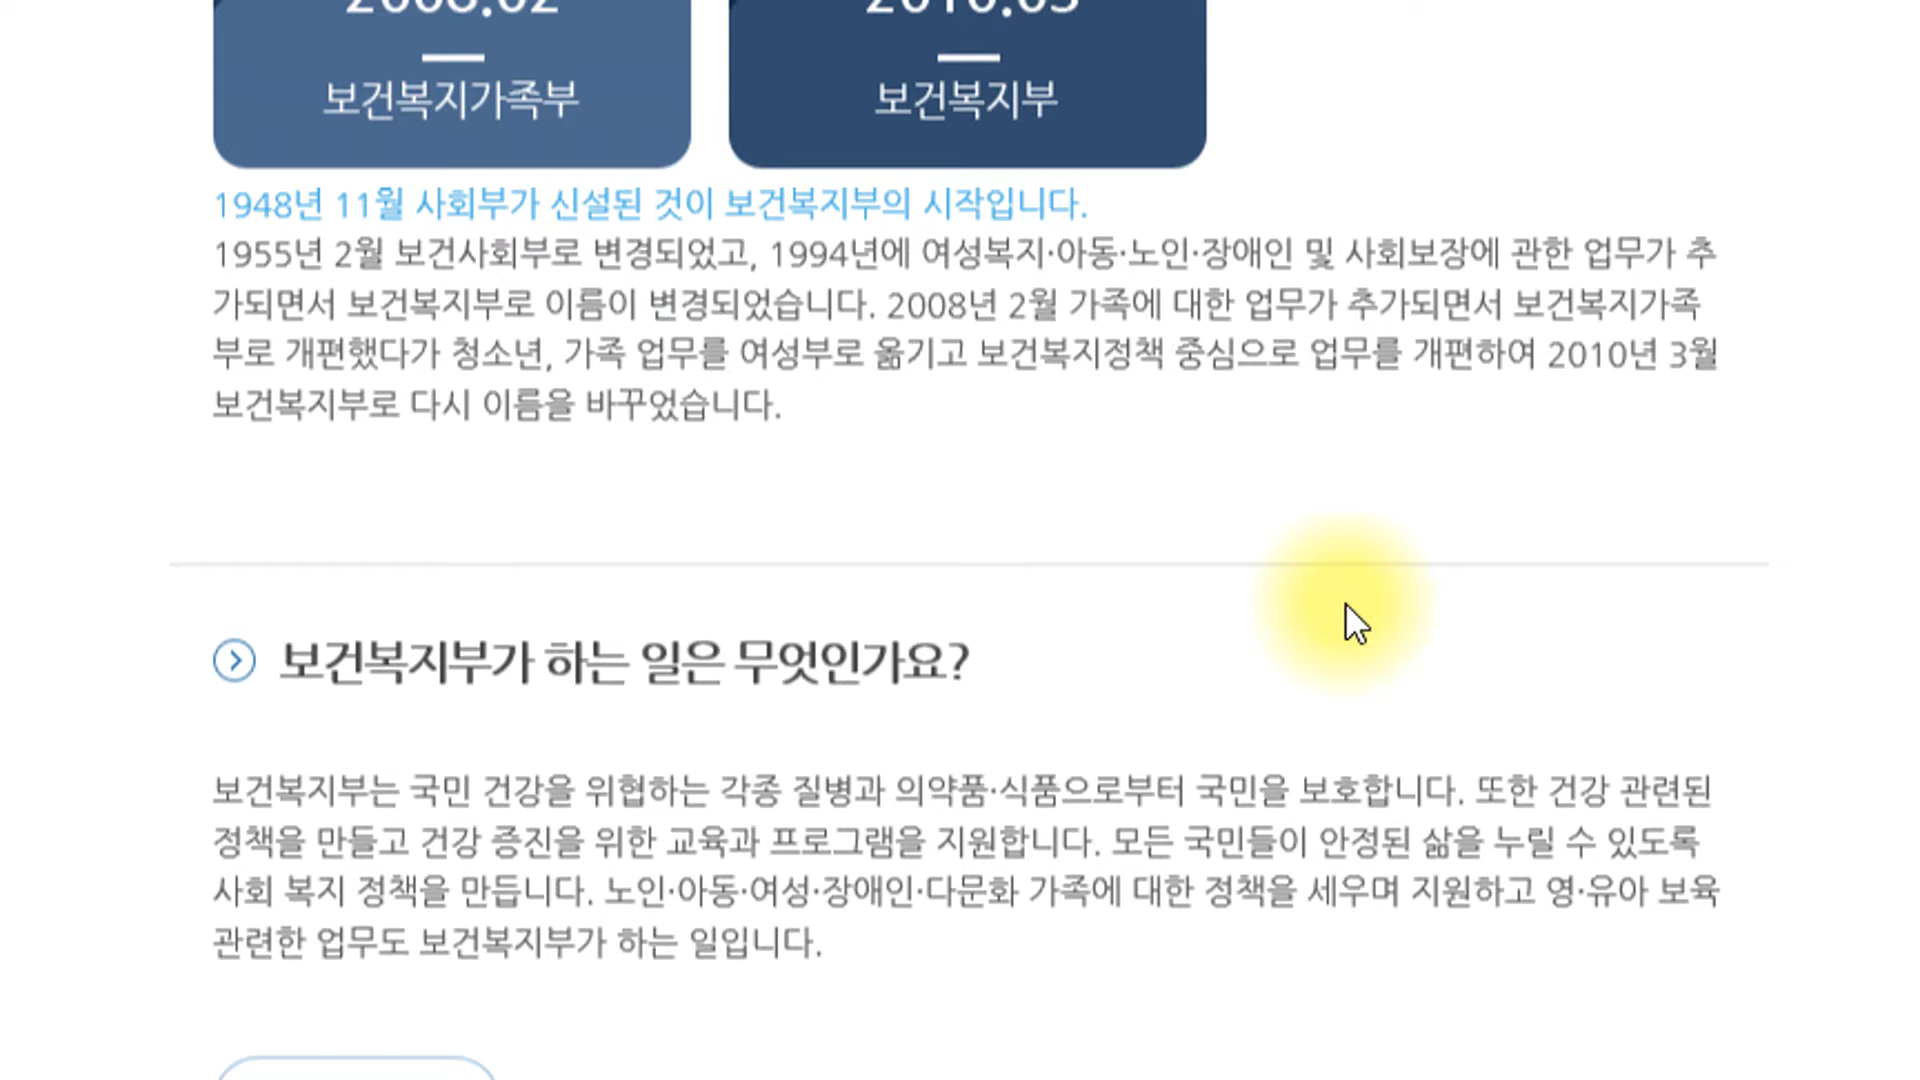 2008.02 2010.03
보건복지가족부 보건복지부
1948년 11월 사회부가 신설된 것이 보건복지부의 시작입니다.
1955년 2월 보건사회부로 변경되었고, 1994년에 여성복지·아동·노인·장애인 및 사회보장에 관한 업무가 추
가되면서 보건복지부로 이름이 변경되었습니다. 2008년 2월 가족에 대한 업무가 추가되면서 보건복지가족
부로 개편했다가 청소년, 가족 업무를 여성부로 옮기고 보건복지정책 중심으로 업무를 개편하여 2010년 3월
보건복지부로 다시 이름을 바꾸었습니다.
보건복지부가 하는 일은 무엇인가요?
보건복지부는 국민 건강을 위협하는 각종 질병과 의약품·식품으로부터 국민을 보호합니다. 또한 건강 관련된
정책을 만들고 건강 증진을 위한 교육과 프로그램을 지원합니다. 모든 국민들이 안정된 삶을 누릴 수 있도록
사회 복지 정책을 만듭니다. 노인·아동·여성·장애인·다문화 가족에 대한 정책을 세우며 지원하고 영·유아 보육
관련한 업무도 보건복지부가 하는 일입니다.